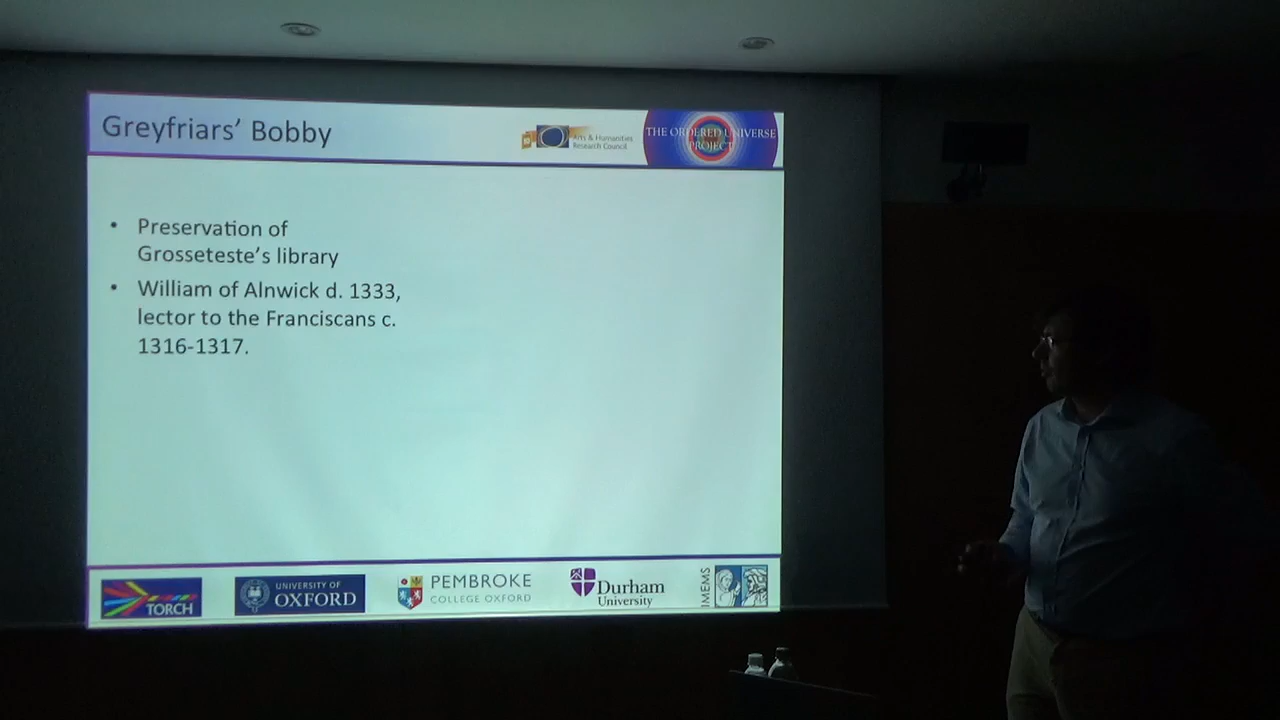 Greyfriars' Bobby
Arts & Humanities
Research Council
THE ORDERED UNIVERSE
PROJECT
• Preservation of
Grosseteste's library
• William of Alnwick d. 1333,
lector to the Franciscans c.
1316-1317.
TORCH
UNIVERSITY OF
OXFORD
PEMBROKE
COLLEGE OXFORD
Durham
University
IMEMS